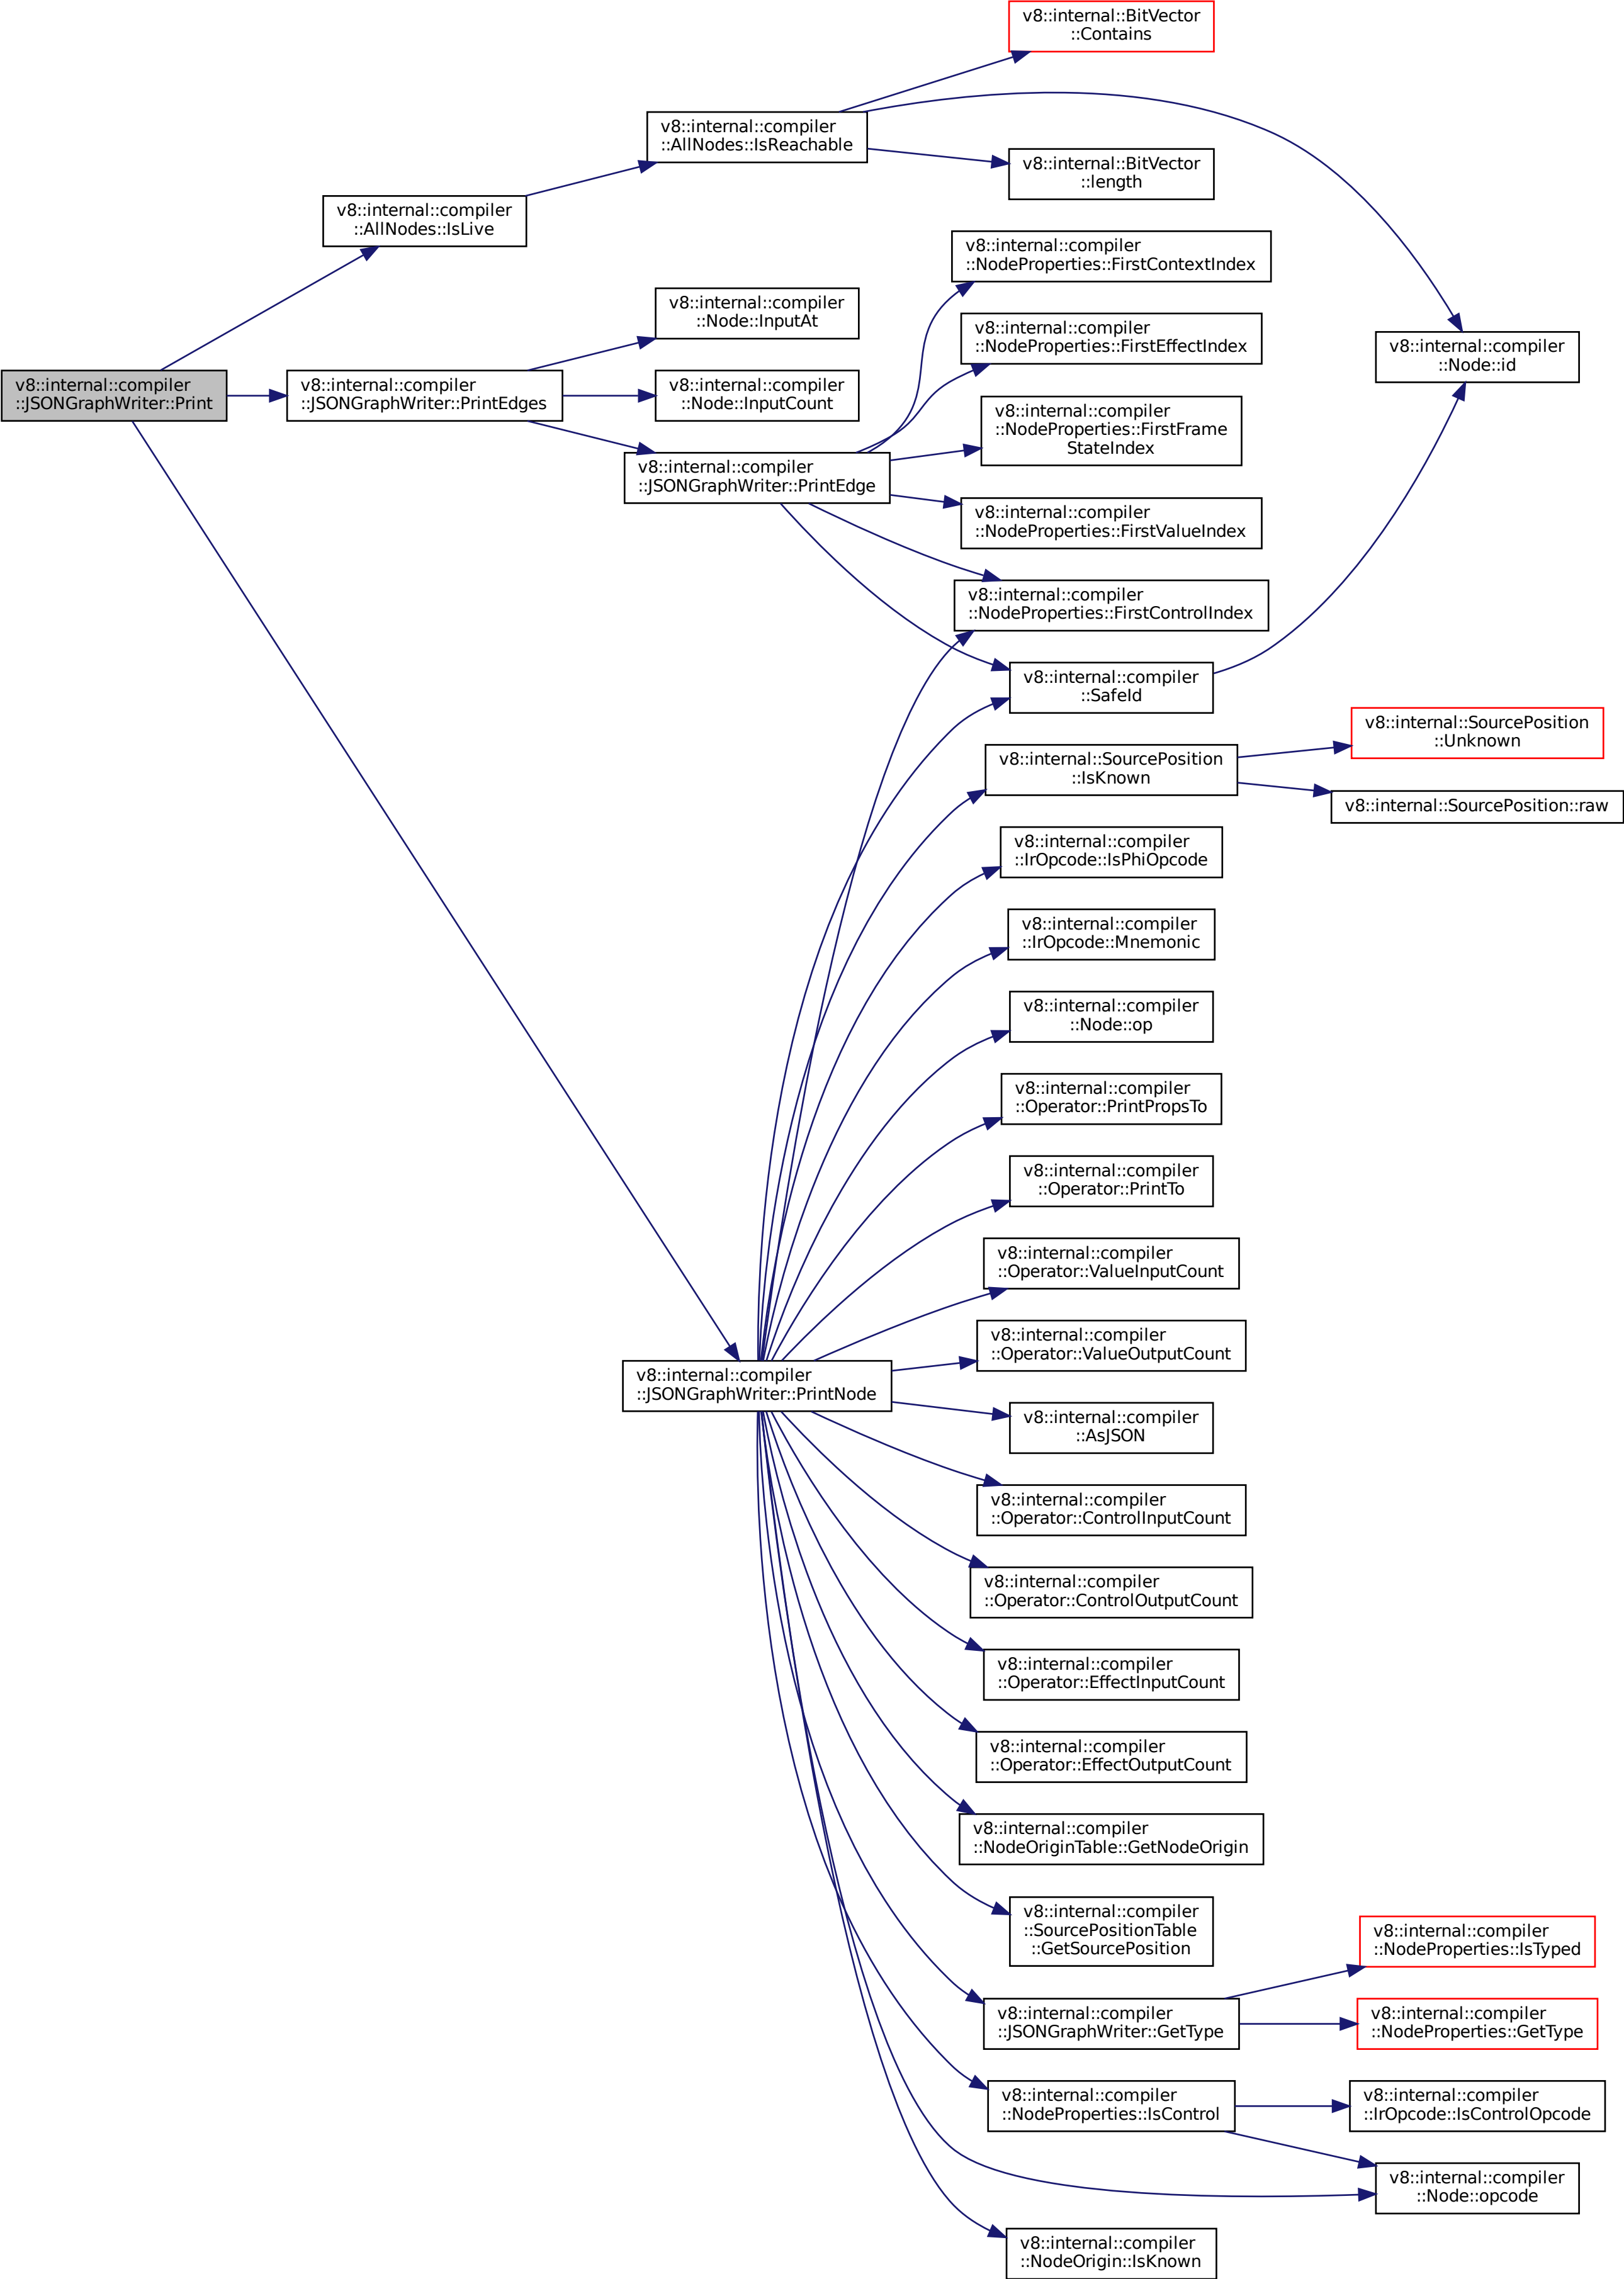 v8::internal::BitVector
::Contains
v8::internal::compiler
::AllNodes::IsReachable
v8::internal::BitVector
::length
v8::internal::compiler
::AllNodes::IsLive
v8::internal::compiler
::NodeProperties::FirstContextIndex
v8::internal::compiler
::Node::InputAt
v8::internal::compiler
::NodeProperties::FirstEffectIndex
v8::internal::compiler
::Node::id
v8::internal::compiler
::JSONGraphWriter::Print
v8::internal::compiler
::JSONGraphWriter::PrintEdges
v8::internal::compiler
::Node::InputCount
v8::internal::compiler
::NodeProperties::FirstFrame
StateIndex
v8::internal::compiler
::JSONGraphWriter::PrintEdge
v8::internal::compiler
::NodeProperties::FirstValueIndex
v8::internal::compiler
::NodeProperties::FirstControlIndex
v8::internal::compiler
::SafeId
v8::internal::SourcePosition
::Unknown
v8::internal::SourcePosition
::IsKnown
v8::internal::SourcePosition::raw
v8::internal::compiler
::IrOpcode::IsPhiOpcode
v8::internal::compiler
::IrOpcode::Mnemonic
v8::internal::compiler
::Node::op
v8::internal::compiler
::Operator::PrintPropsTo
v8::internal::compiler
::Operator::PrintTo
v8::internal::compiler
::Operator::ValueInputCount
v8::internal::compiler
::Operator::ValueOutputCount
v8::internal::compiler
::JSONGraphWriter::PrintNode
v8::internal::compiler
::AsJSON
v8::internal::compiler
::Operator::ControlInputCount
v8::internal::compiler
::Operator::ControlOutputCount
v8::internal::compiler
::Operator::EffectInputCount
v8::internal::compiler
::Operator::EffectOutputCount
v8::internal::compiler
::NodeOriginTable::GetNodeOrigin
v8::internal::compiler
::SourcePositionTable
::GetSourcePosition
v8::internal::compiler
::NodeProperties::IsTyped
v8::internal::compiler
::JSONGraphWriter::GetType
v8::internal::compiler
::NodeProperties::GetType
v8::internal::compiler
::NodeProperties::IsControl
v8::internal::compiler
::IrOpcode::IsControlOpcode
v8::internal::compiler
::Node::opcode
v8::internal::compiler
::NodeOrigin::IsKnown